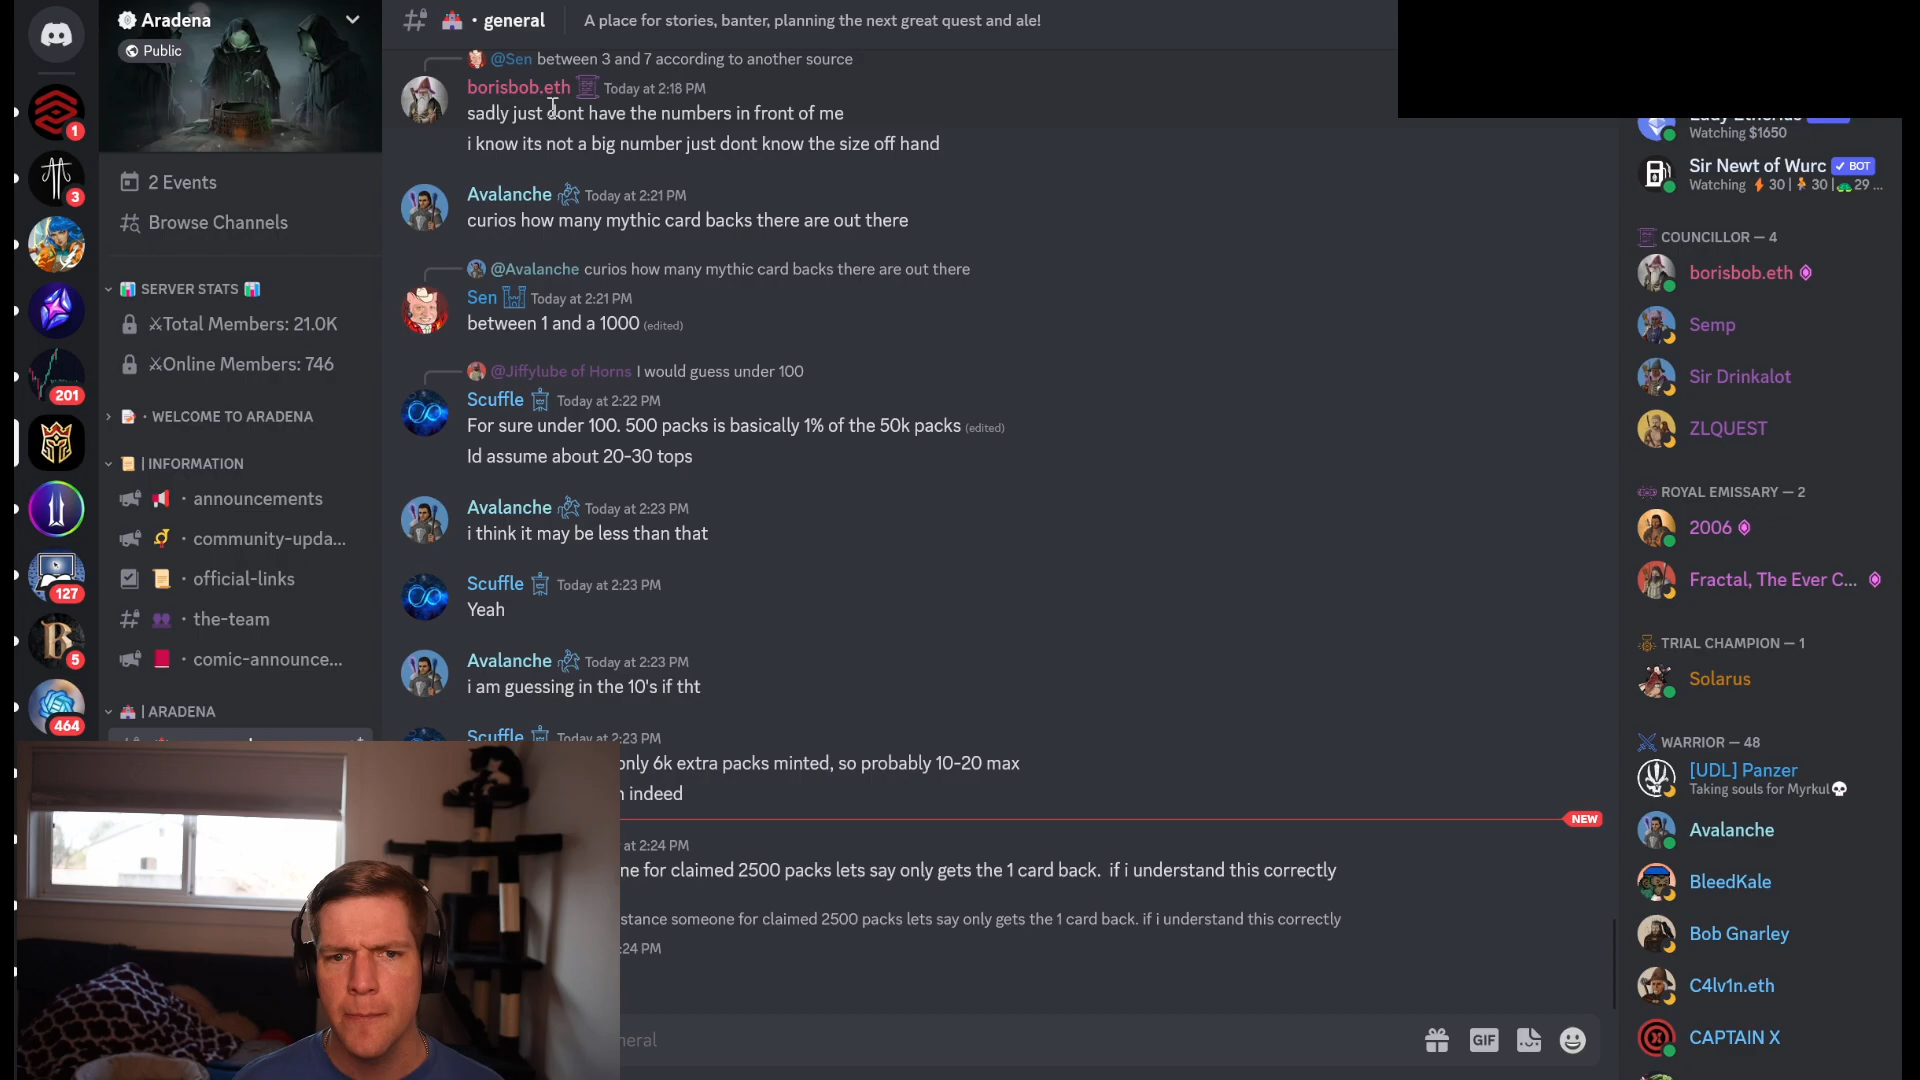 Aradena
Public
2 Events
Browse Channels
SERVER STATS
Total Members: 21.0K
Online Members: 746
· WELCOME TO ARADENA
| INFORMATION
· announcements
· community-upda...
· official-links
· the-team
· comic-announce...
| ARADENA
1
3
201
127
5
464
· general
A place for stories, banter, planning the next great quest and ale!
@Sen between 3 and 7 according to another source
borisbob.eth Today at 2:18 PM
sadly just dont have the numbers in front of me
i know its not a big number just dont know the size off hand
Avalanche Today at 2:21 PM
curios how many mythic card backs there are out there
@Avalanche curios how many mythic card backs there are out there
Sen Today at 2:21 PM
between 1 and a 1000 (edited)
@Jiffylube of Horns I would guess under 100
Scuffle Today at 2:22 PM
For sure under 100. 500 packs is basically 1% of the 50k packs (edited)
Id assume about 20-30 tops
Avalanche Today at 2:23 PM
i think it may be less than that
Scuffle Today at 2:23 PM
Yeah
Avalanche Today at 2:23 PM
i am guessing in the 10's if tht
Scuffle Today at 2:23 PM
only 6k extra packs minted, so probably 10-20 max
indeed
NEW
at 2:24 PM
ne for claimed 2500 packs lets say only gets the 1 card back. if i understand this correctly
stance someone for claimed 2500 packs lets say only gets the 1 card back. if i understand this correctly
:24 PM
neral
GIF
Watching $1650
Sir Newt of Wurc BOT
Watching 30 | 30 | 29 ...
COUNCILLOR — 4
borisbob.eth
Semp
Sir Drinkalot
ZLQUEST
ROYAL EMISSARY — 2
2006
Fractal, The Ever C...
TRIAL CHAMPION — 1
Solarus
WARRIOR — 48
[UDL] Panzer
Taking souls for Myrkul
Avalanche
BleedKale
Bob Gnarley
C4lv1n.eth
CAPTAIN X